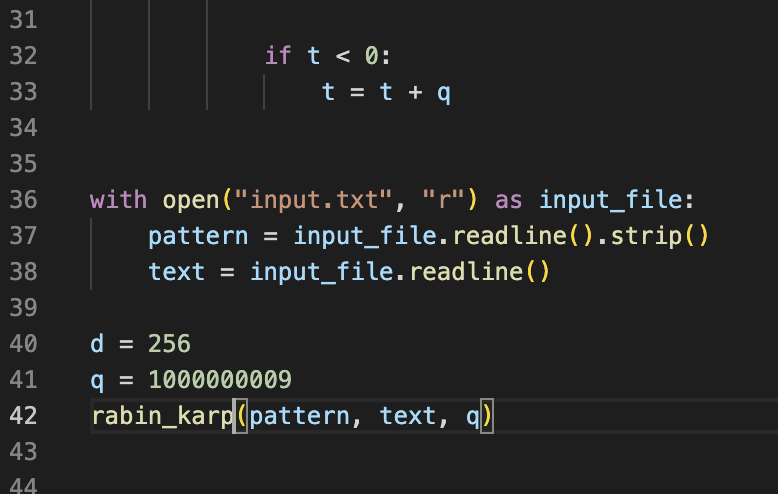 31
32 if t < 0:
33 t = t + q
34
35
36 with open("input.txt", "r") as input_file:
37 pattern = input_file.readline().strip()
38 text = input_file.readline()
39
40 d = 256
41 q = 1000000009
42 rabin_karp(pattern, text, q)
43
44